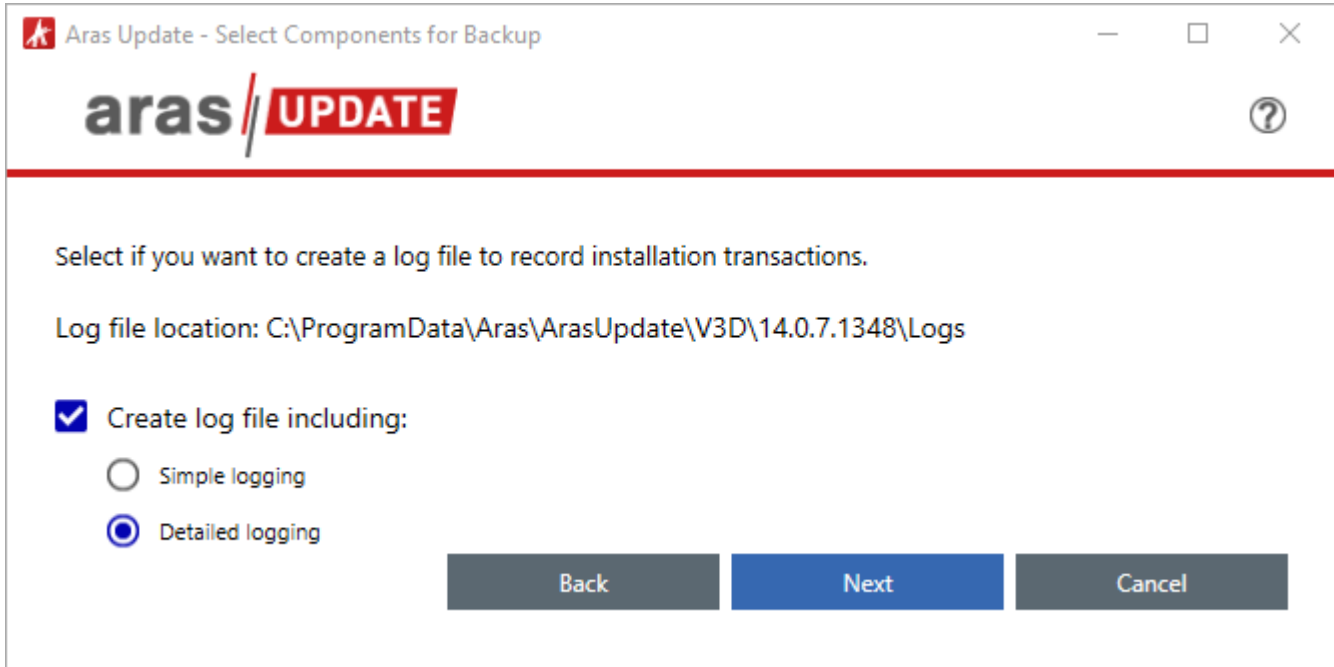 Aras Update - Select Components for Backup
aras UPDATE
?
Select if you want to create a log file to record installation transactions.
Log file location: C:\ProgramData\Aras\ArasUpdate\V3D\14.0.7.1348\Logs
Create log file including:
Simple logging
Detailed logging
Back Next Cancel